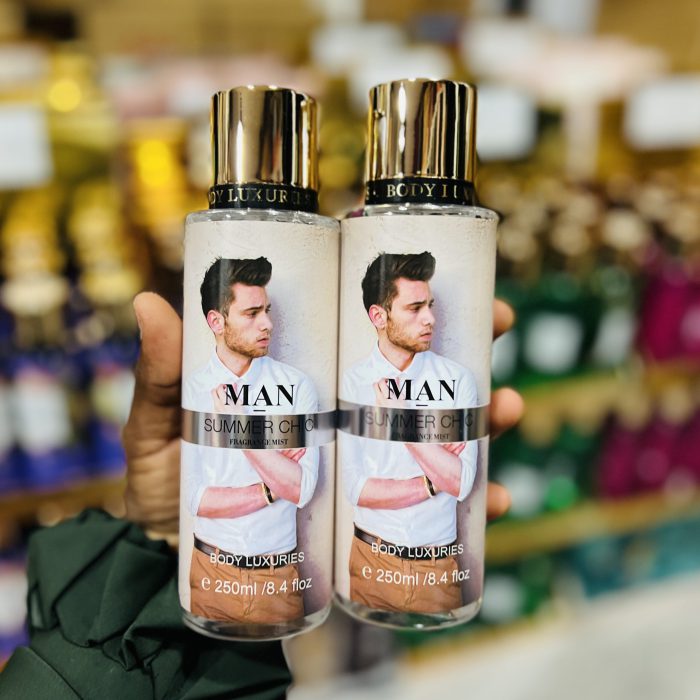 DY LUXURIES
BODY LU
MAN
SUMMER CHIC
FRAGRANCE MIST
BODY LUXURIES
e 250ml /8.4 floz
MAN
SUMMER CHIC
FRAGRANCE MIST
BODY LUXURIES
e 250ml /8.4 floz